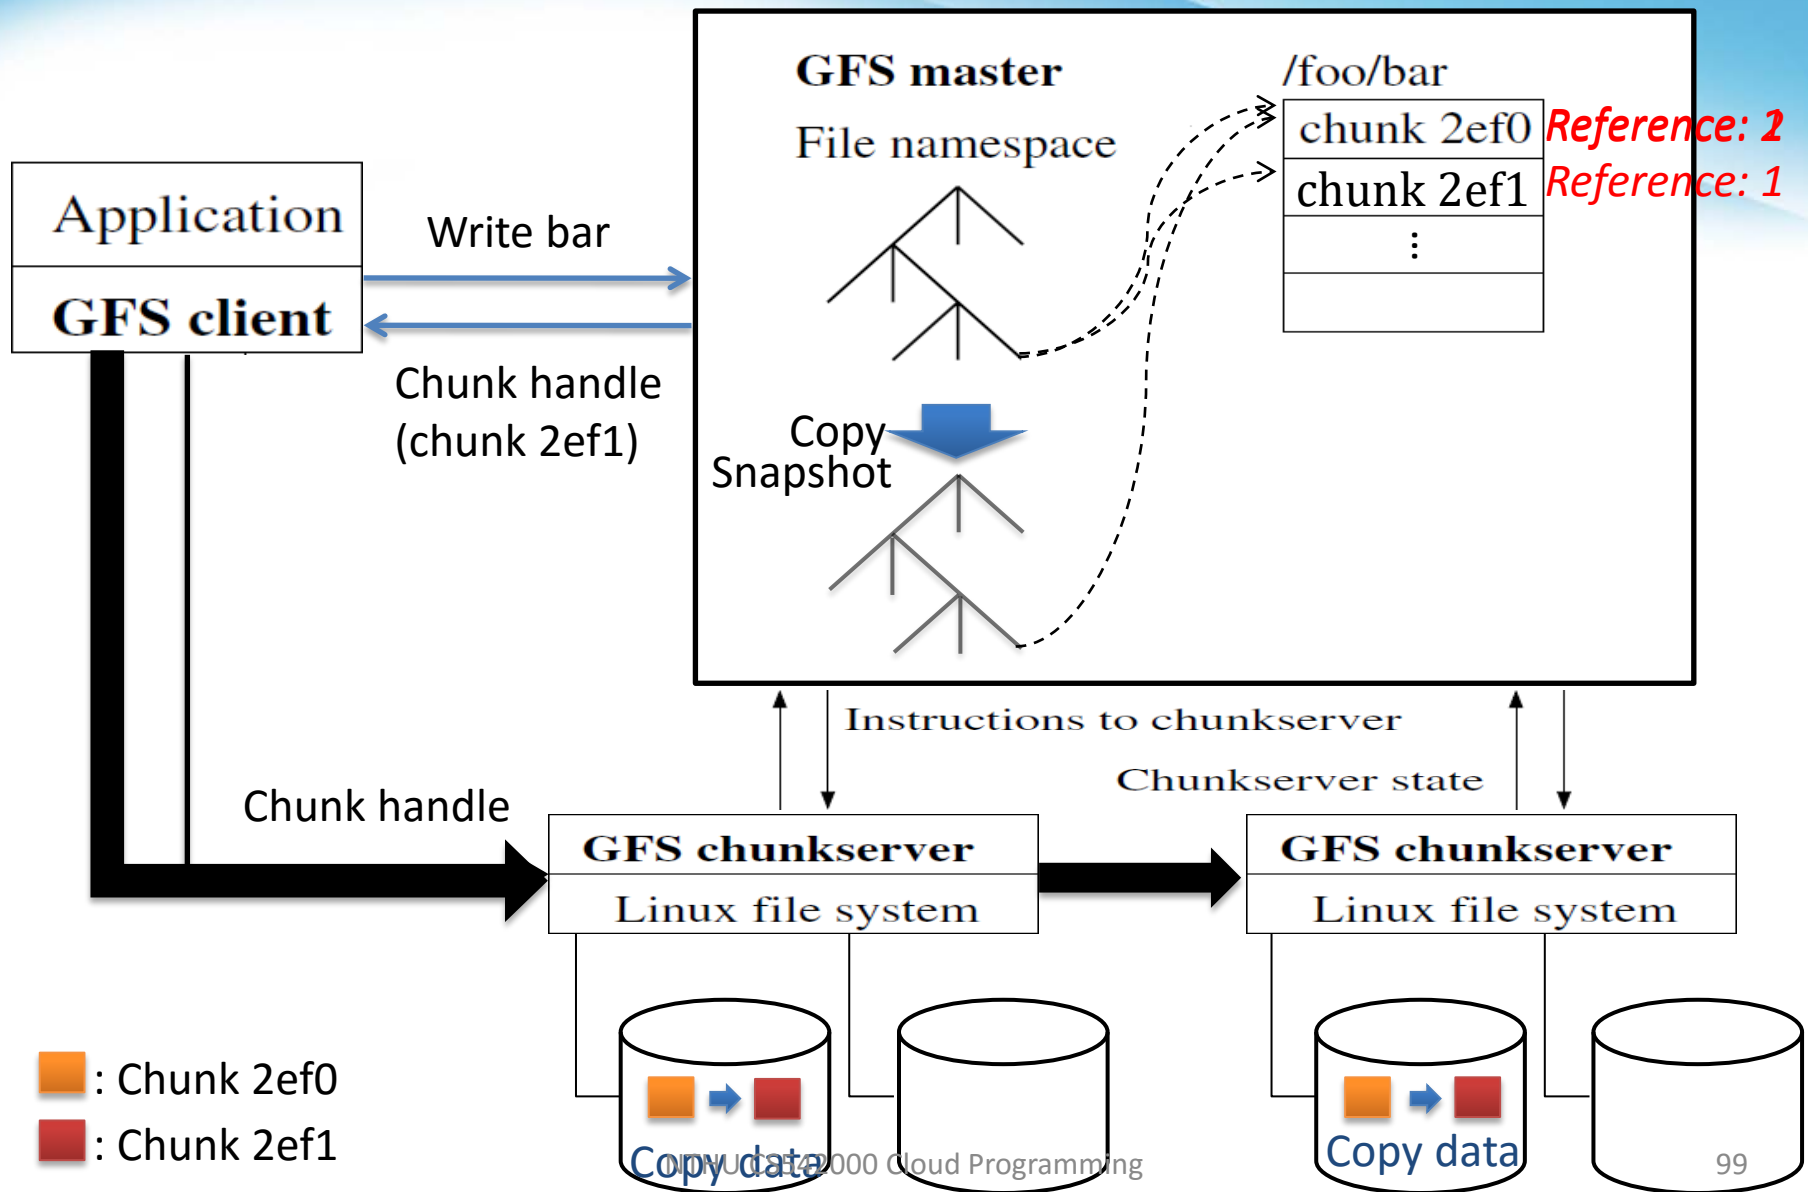 GFS master
File namespace
/foo/bar
chunk 2ef0
Reference:
chunk 2ef1
Reference: 1
⋮
Application
GFS client
Write bar
Chunk handle
(chunk 2ef1)
Copy
Snapshot
Instructions to chunkserver
Chunkserver state
Chunk handle
GFS chunkserver
Linux file system
GFS chunkserver
Linux file system
: Chunk 2ef0
: Chunk 2ef1
Copy data
Copy data
NTHU CS542000 Cloud Programming
99